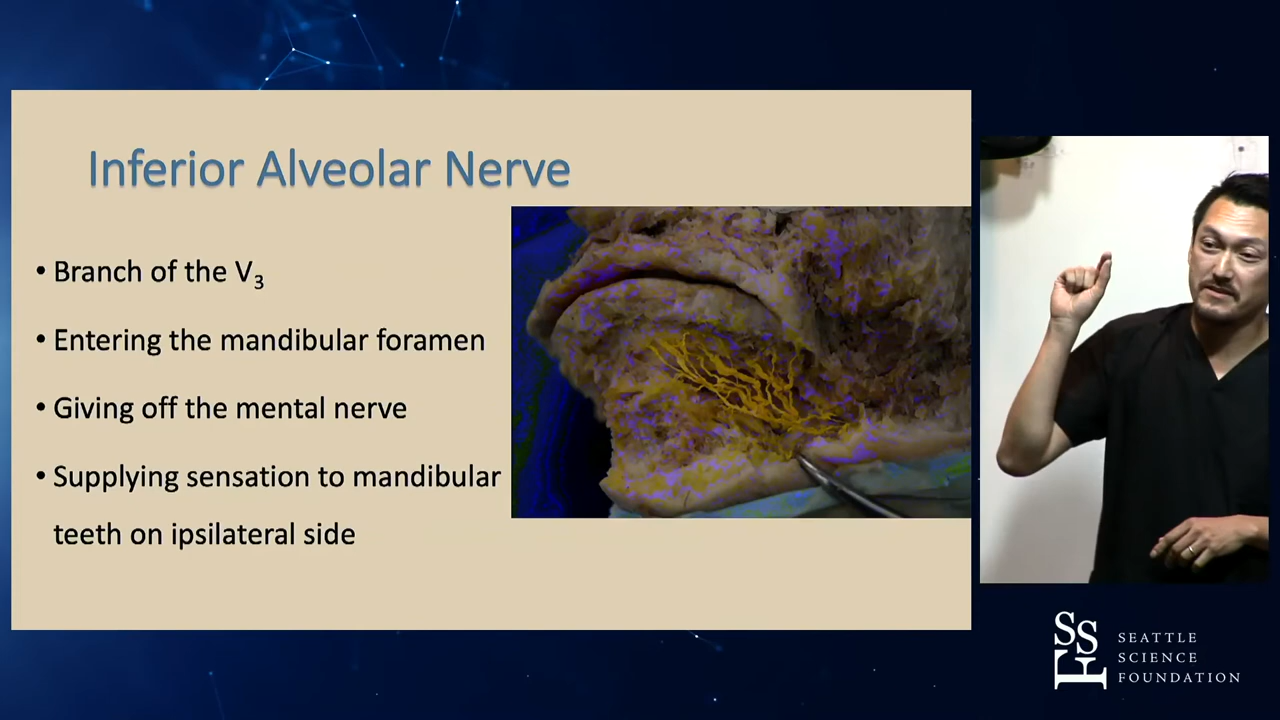 Inferior Alveolar Nerve
• Branch of the V₃
• Entering the mandibular foramen
• Giving off the mental nerve
• Supplying sensation to mandibular
teeth on ipsilateral side
SSF
SEATTLE
SCIENCE
FOUNDATION